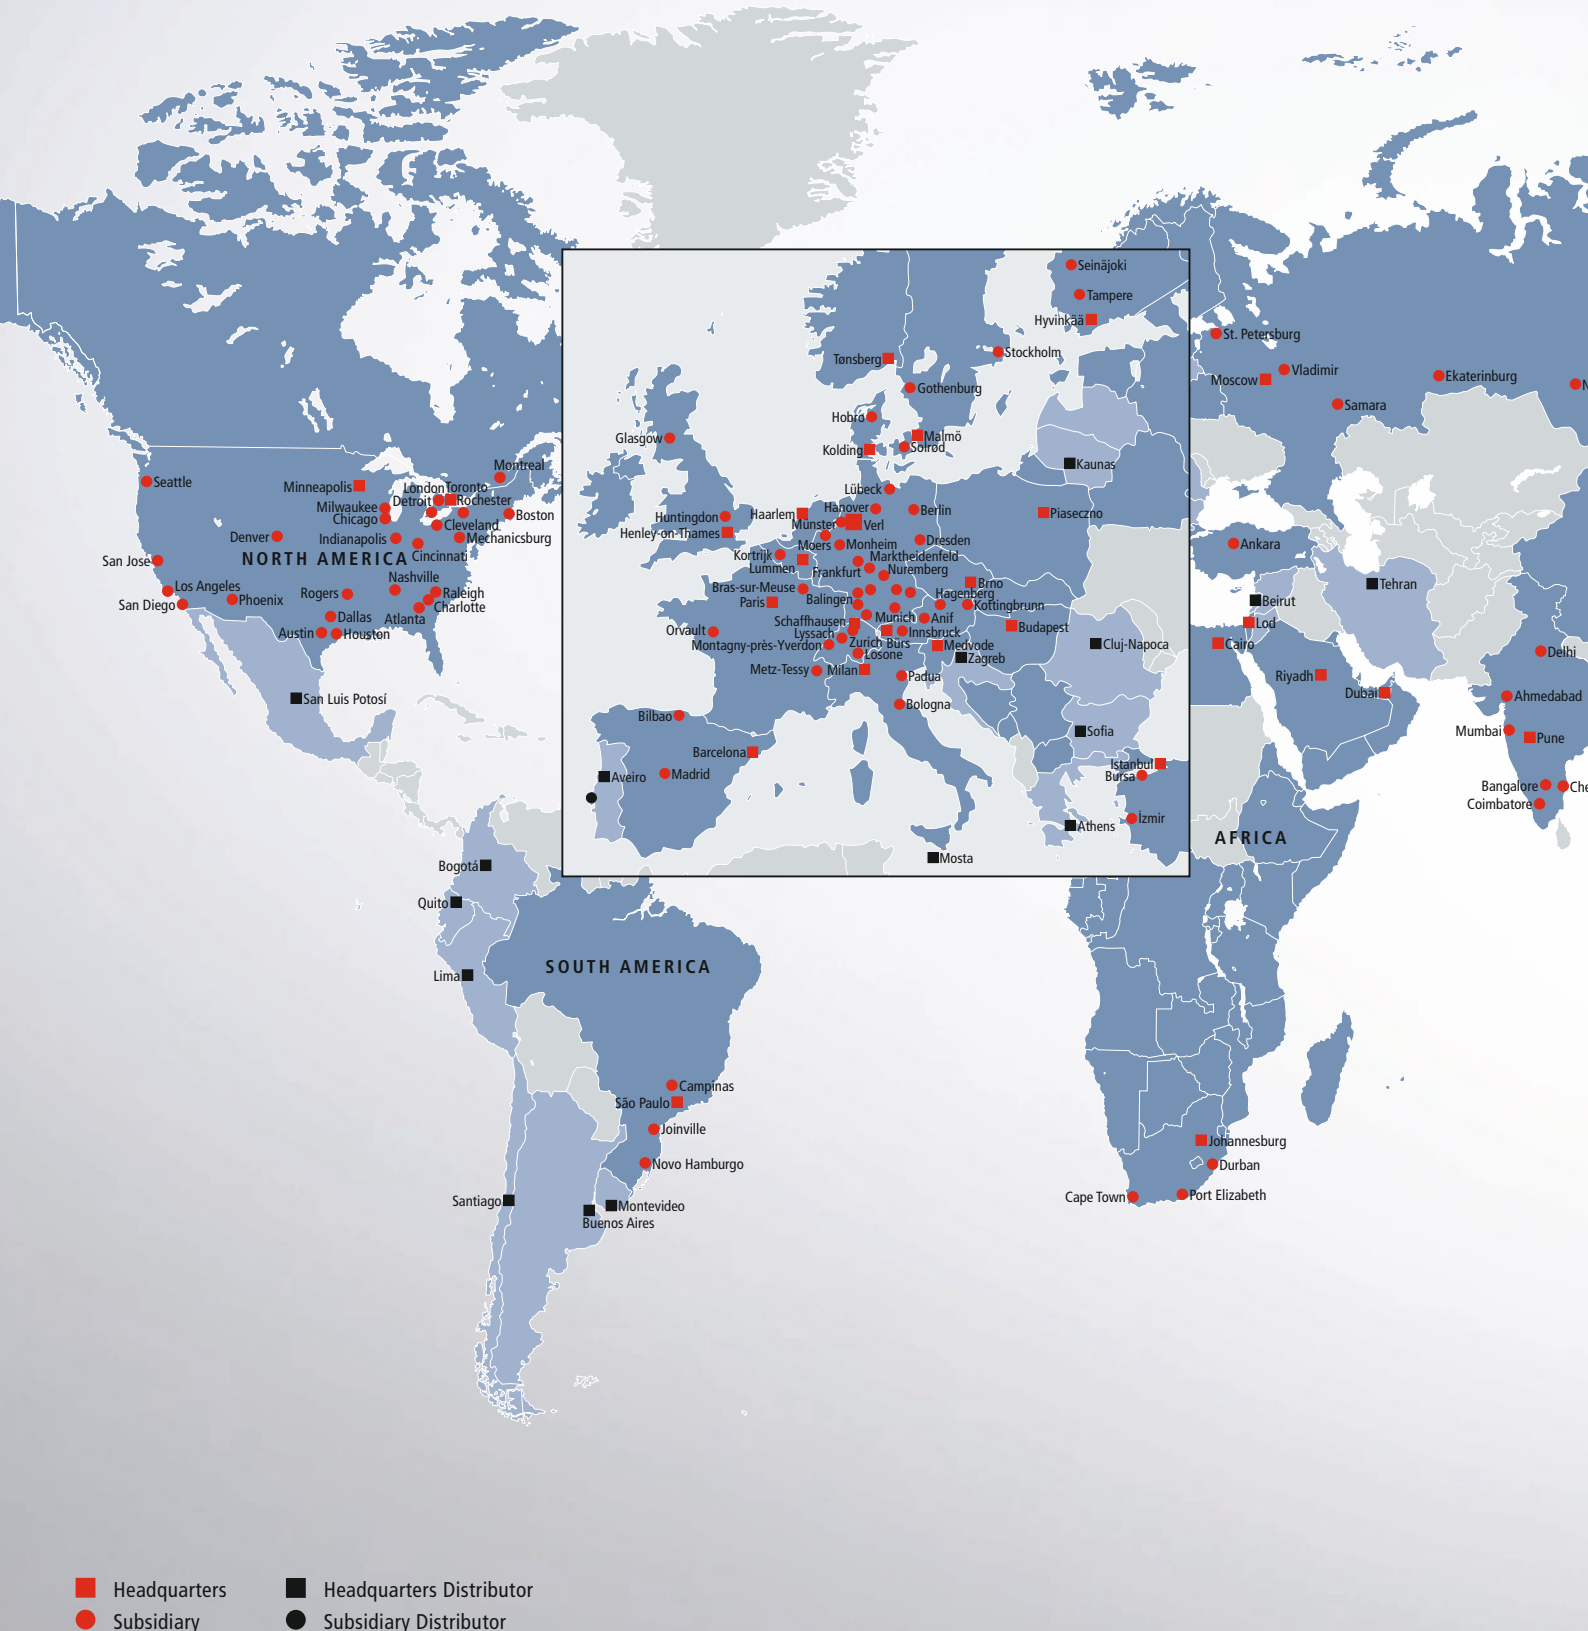 Seinäjoki
Tampere
Hyvinkää
St. Petersburg
Stockholm
Tønsberg
Vladimir
Moscow
Ekaterinburg
Gothenburg
Samara
Hobro
Malmö
Glasgow
Solrød
Kolding
Kaunas
Montreal
Seattle
Minneapolis
London
Toronto
Lübeck
Detroit
Rochester
Milwaukee
Hanover
Berlin
Haarlem
Piaseczno
Boston
Huntingdon
Chicago
Münster
Verl
Cleveland
Henley-on-Thames
Denver
Indianapolis
Mechanicsburg
Dresden
Ankara
Moers
Monheim
Cincinnati
Kortrijk
Marktheidenfeld
NORTH AMERICA
San Jose
Lummen
Frankfurt
Nuremberg
Nashville
Brno
Tehran
Los Angeles
Bras-sur-Meuse
Rogers
Raleigh
Hagenberg
Phoenix
Paris
Balingen
Beirut
San Diego
Charlotte
Kottingbrunn
Dallas
Atlanta
Munich
Anif
Schaffhausen
Lod
Budapest
Austin
Houston
Orvault
Lyssach
Innsbruck
Montagny-près-Yverdon
Zurich
Bürs
Medvode
Cluj-Napoca
Cairo
Delhi
Losone
Zagreb
Metz-Tessy
Milan
Padua
Riyadh
San Luis Potosí
Dubai
Ahmedabad
Bologna
Bilbao
Sofia
Mumbai
Pune
Barcelona
Istanbul
Madrid
Bursa
Aveiro
Bangalore
Che
Coimbatore
İzmir
Athens
AFRICA
Mosta
Bogotá
Quito
SOUTH AMERICA
Lima
Campinas
São Paulo
Joinville
Johannesburg
Novo Hamburgo
Durban
Cape Town
Port Elizabeth
Santiago
Montevideo
Buenos Aires
Headquarters
Headquarters Distributor
Subsidiary
Subsidiary Distributor